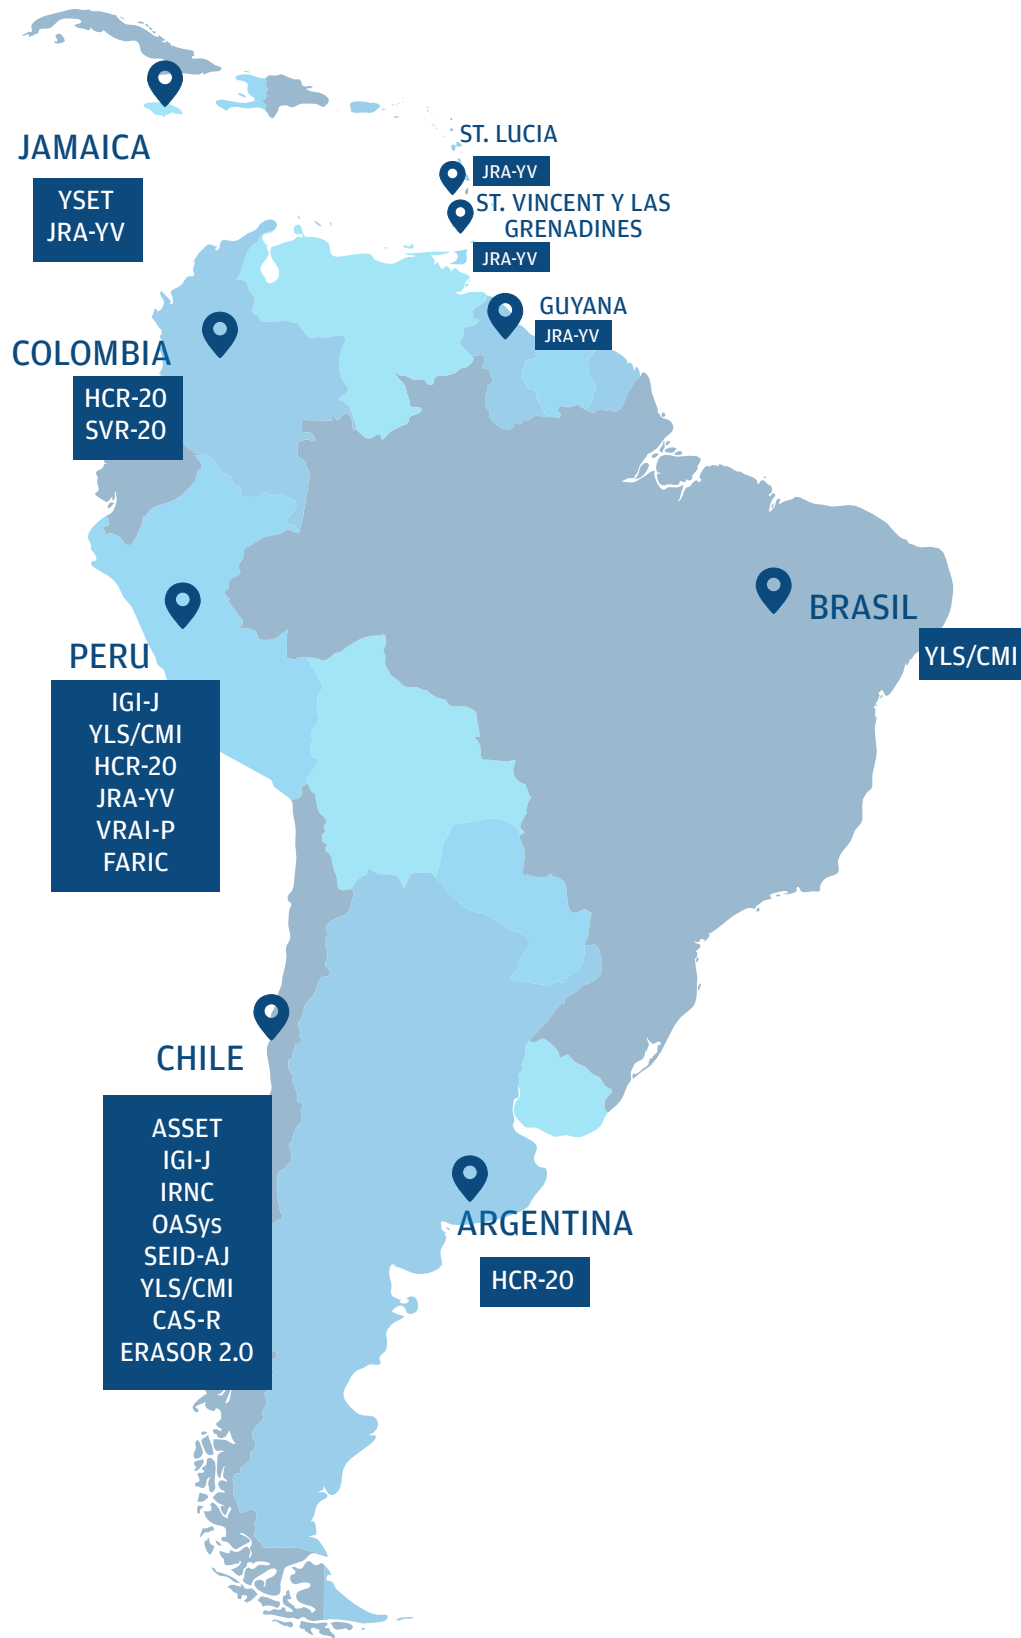 JAMAICA
YSET
JRA-YV
ST. LUCIA
JRA-YV
ST. VINCENT Y LAS
GRENADINES
JRA-YV
GUYANA
JRA-YV
COLOMBIA
HCR-20
SVR-20
BRASIL
YLS/CMI
PERU
IGI-J
YLS/CMI
HCR-20
JRA-YV
VRAI-P
FARIC
CHILE
ASSET
IGI-J
IRNC
OASys
SEID-AJ
YLS/CMI
CAS-R
ERASOR 2.0
ARGENTINA
HCR-20